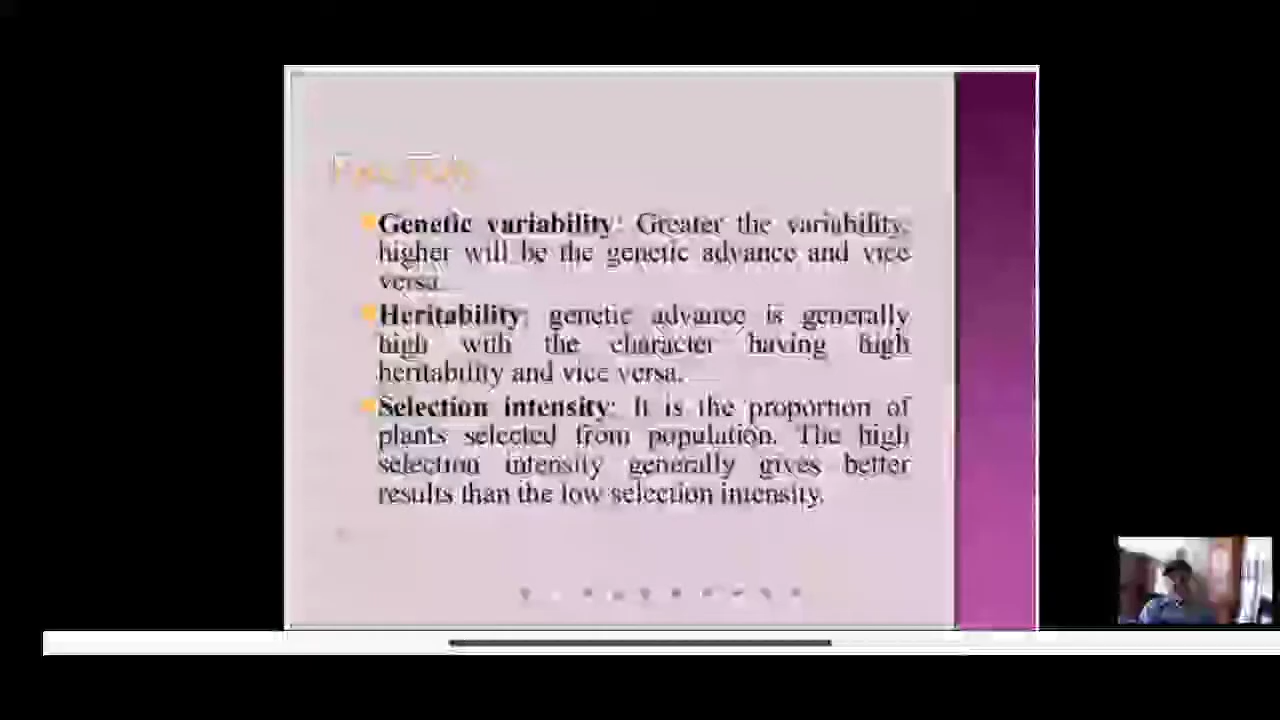 Genetic variability: Greater the variability,
higher will be the genetic advance and vice
versa.
Heritability: genetic advance is generally
high with the character having high
heritability and vice versa.
Selection intensity: It is the proportion of
plants selected from population. The high
selection intensity generally gives better
results than the low selection intensity.